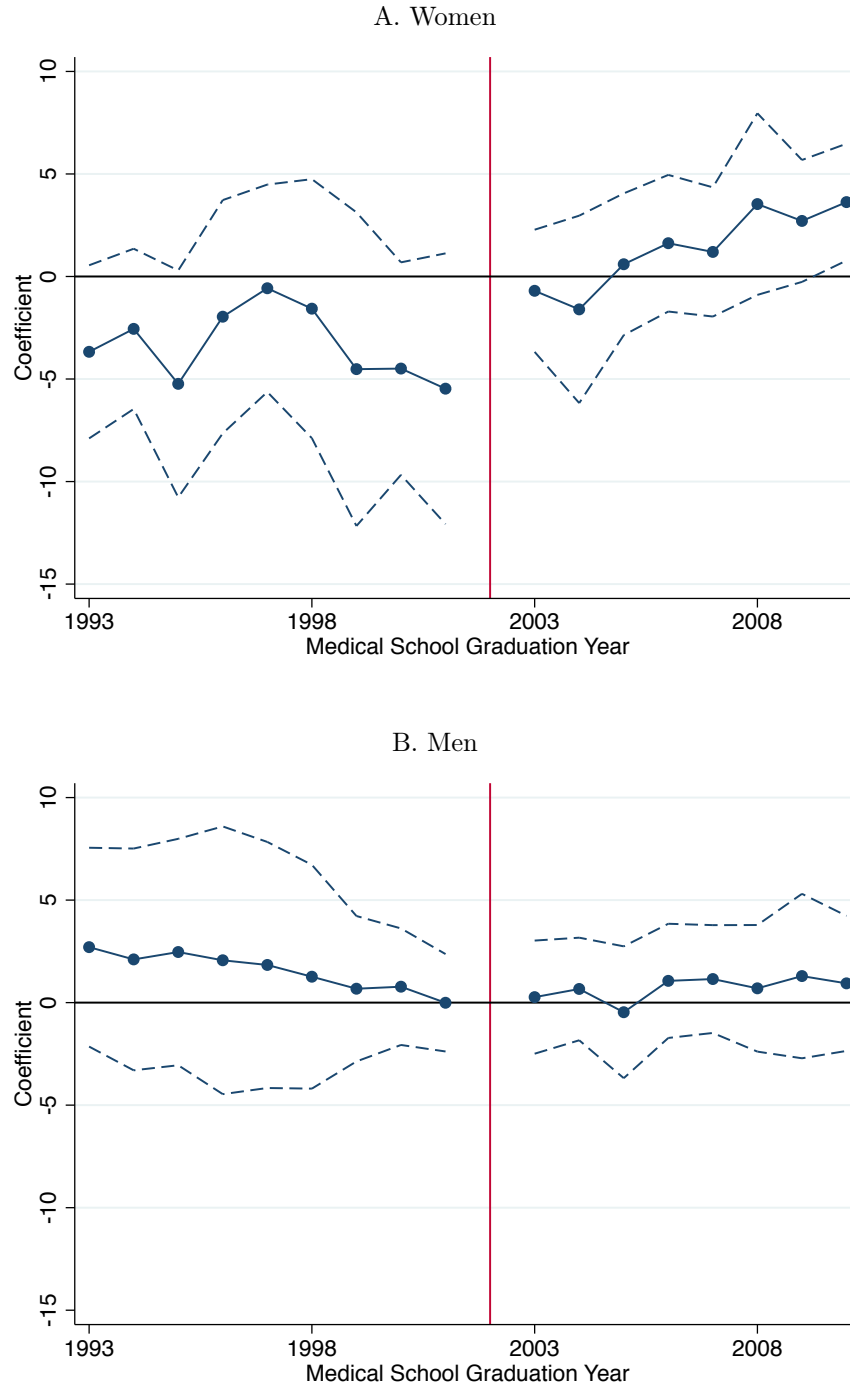 A. Women
10
5
0
-5
-10
-15
Coefficient
1993 1998 2003 2008
Medical School Graduation Year
B. Men
10
5
0
-5
-10
-15
Coefficient
1993 1998 2003 2008
Medical School Graduation Year